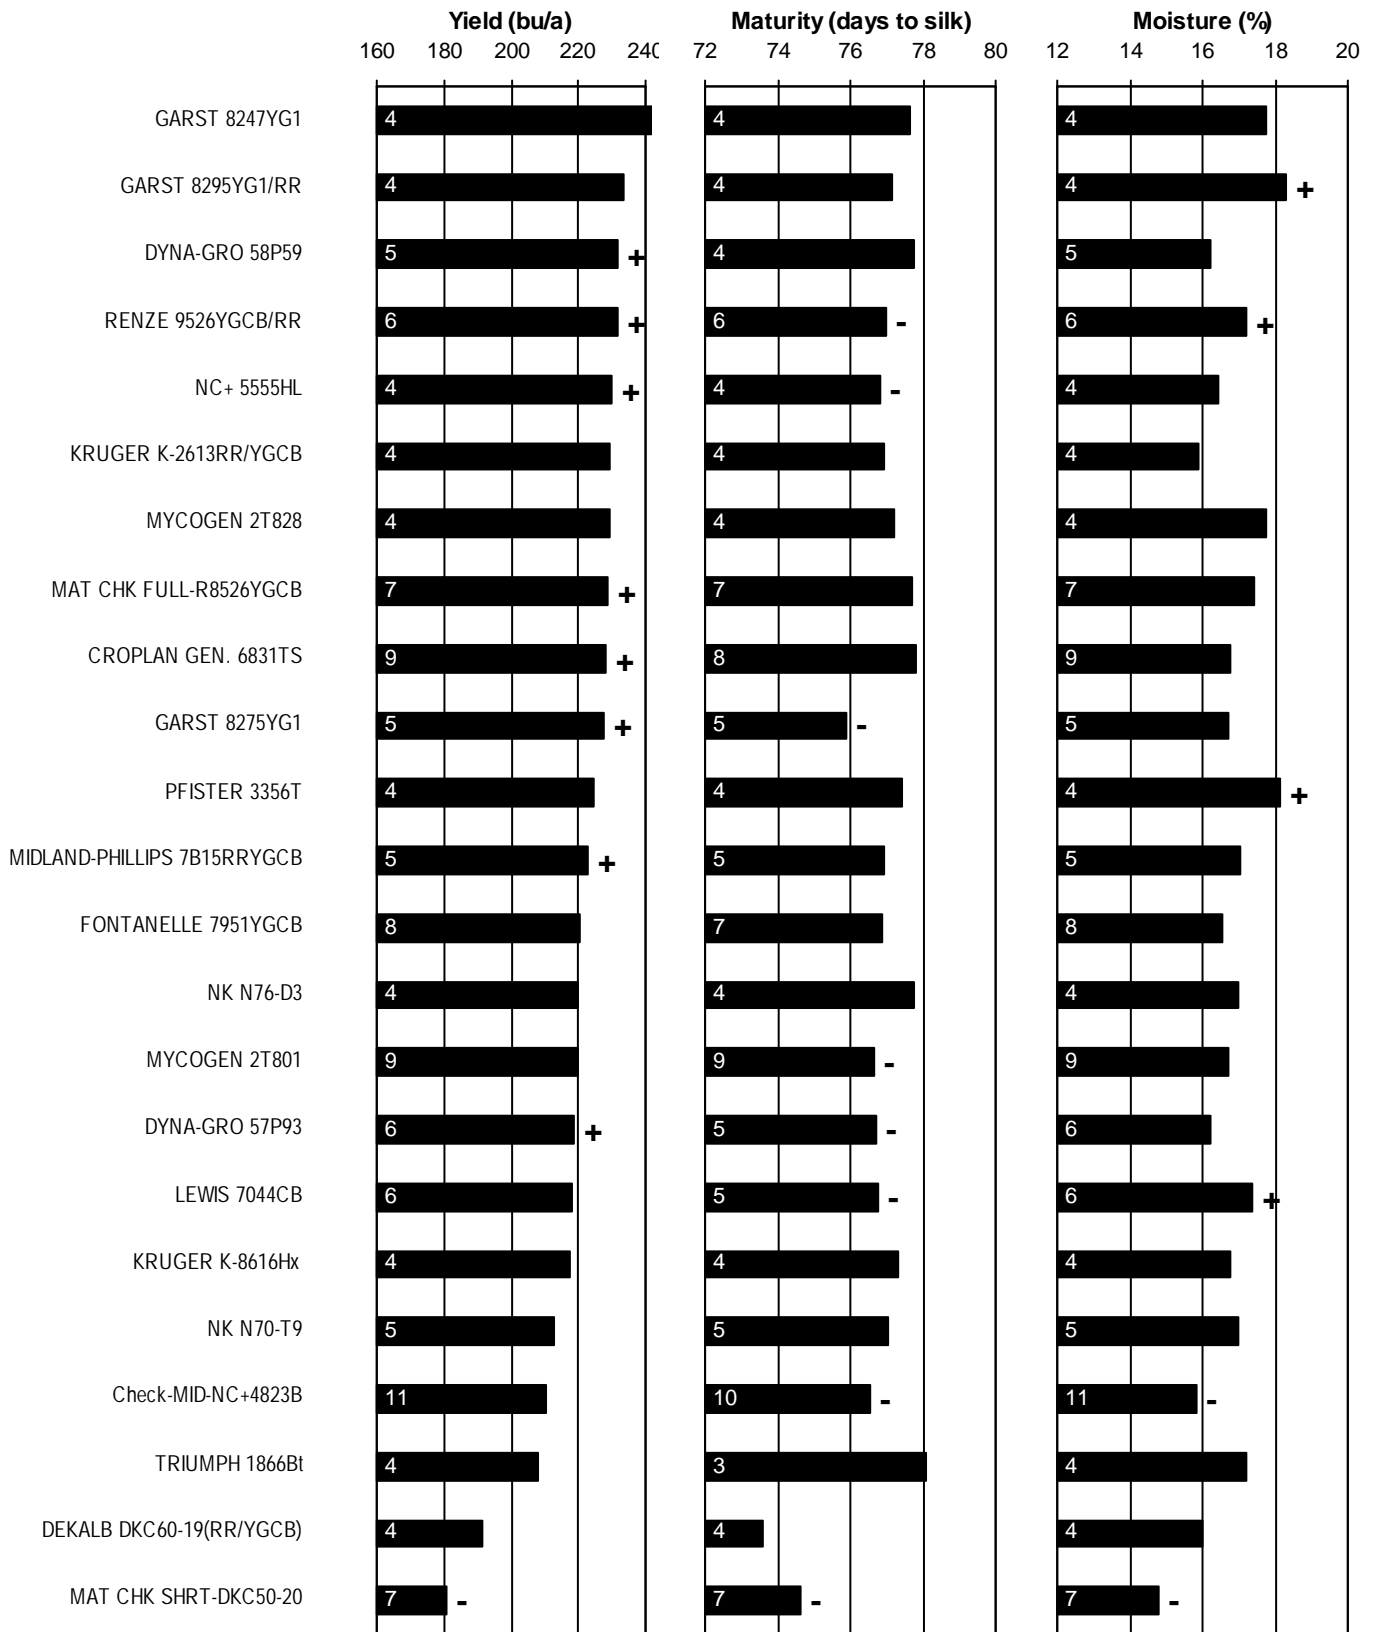 Yield (bu/a) Maturity (days to silk) Moisture (%)
160 180 200 220 240 72 74 76 78 80 12 14 16 18 20
GARST 8247YG1 4 4 4
GARST 8295YG1/RR 4 4 4 +
DYNA-GRO 58P59 5 + 4 5
RENZE 9526YGCB/RR 6 + 6 - 6 +
NC+ 5555HL 4 + 4 - 4
KRUGER K-2613RR/YGCB 4 4 4
MYCOGEN 2T828 4 4 4
MAT CHK FULL-R8526YGCB 7 + 7 7
CROPLAN GEN. 6831TS 9 + 8 9
GARST 8275YG1 5 + 5 - 5
PFISTER 3356T 4 4 4 +
MIDLAND-PHILLIPS 7B15RRYGCB 5 + 5 5
FONTANELLE 7951YGCB 8 7 8
NK N76-D3 4 4 4
MYCOGEN 2T801 9 9 - 9
DYNA-GRO 57P93 6 + 5 - 6
LEWIS 7044CB 6 5 - 6 +
KRUGER K-8616Hx 4 4 4
NK N70-T9 5 5 5
Check-MID-NC+4823B 11 10 - 11 -
TRIUMPH 1866Bt 4 3 4
DEKALB DKC60-19(RR/YGCB) 4 4 4
MAT CHK SHRT-DKC50-20 7 - 7 - 7 -